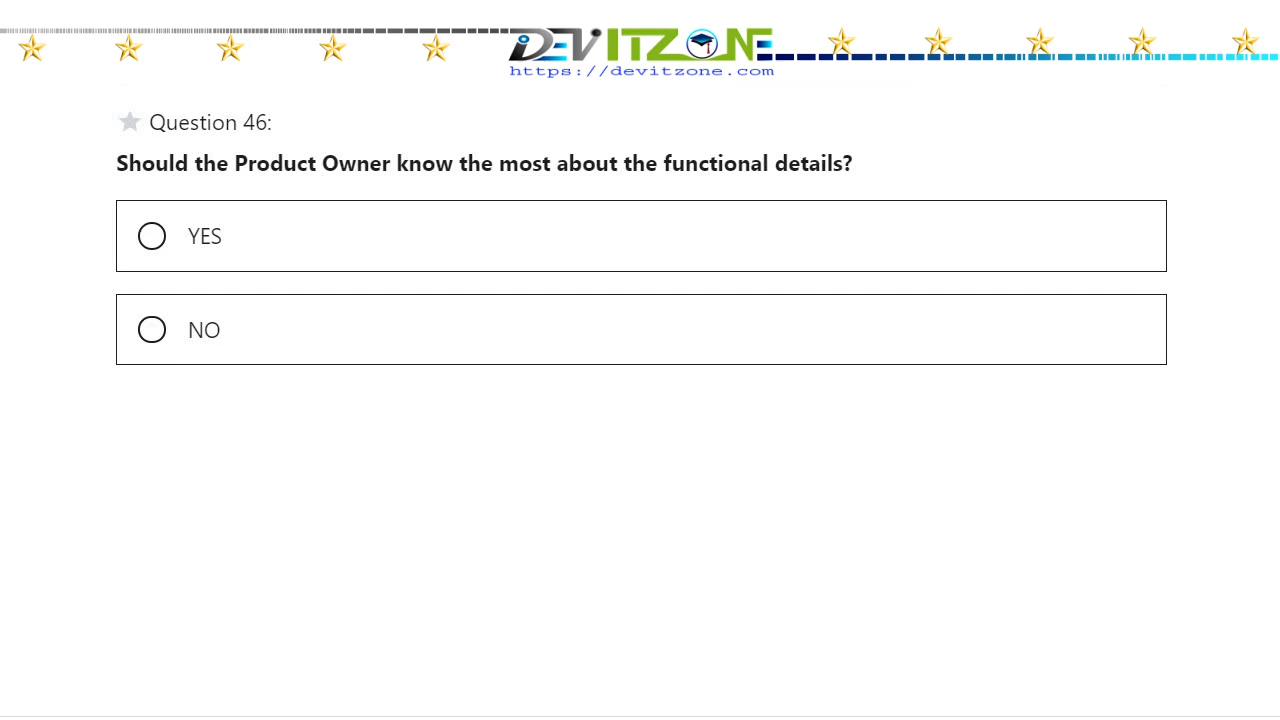 DEVITZONE
https://devitzone.com
Question 46:
Should the Product Owner know the most about the functional details?
YES
NO